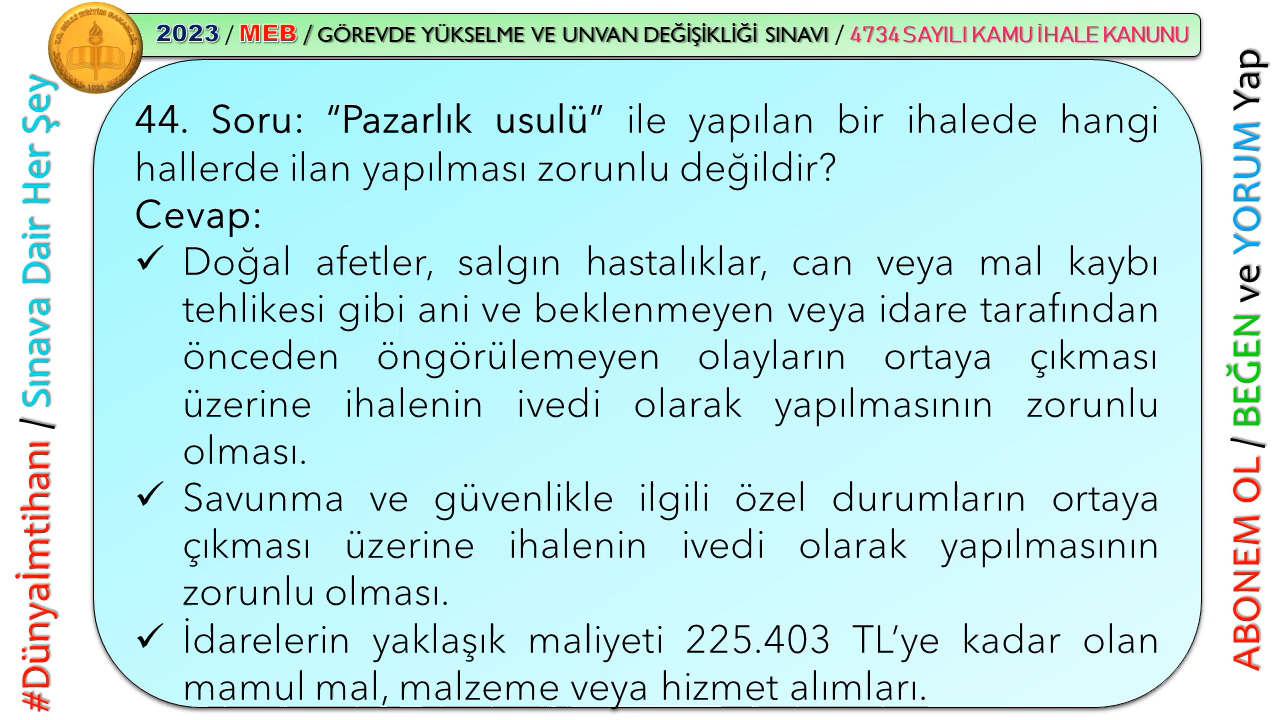 2023 / MEB / GÖREVDE YÜKSELME VE UNVAN DEĞİŞİKLİĞİ SINAVI / 4734 SAYILI KAMU İHALE KANUNU
#Dünyaİmtihanı / Sınava Dair Her Şey
44. Soru: “Pazarlık usulü” ile yapılan bir ihalede hangi
hallerde ilan yapılması zorunlu değildir?
Cevap:
✓ Doğal afetler, salgın hastalıklar, can veya mal kaybı
tehlikesi gibi ani ve beklenmeyen veya idare tarafından
önceden öngörülemeyen olayların ortaya çıkması
üzerine ihalenin ivedi olarak yapılmasının zorunlu
olması.
✓ Savunma ve güvenlikle ilgili özel durumların ortaya
çıkması üzerine ihalenin ivedi olarak yapılmasının
zorunlu olması.
✓ İdarelerin yaklaşık maliyeti 225.403 TL’ye kadar olan
mamul mal, malzeme veya hizmet alımları.
ABONEM OL / BEĞEN ve YORUM Yap